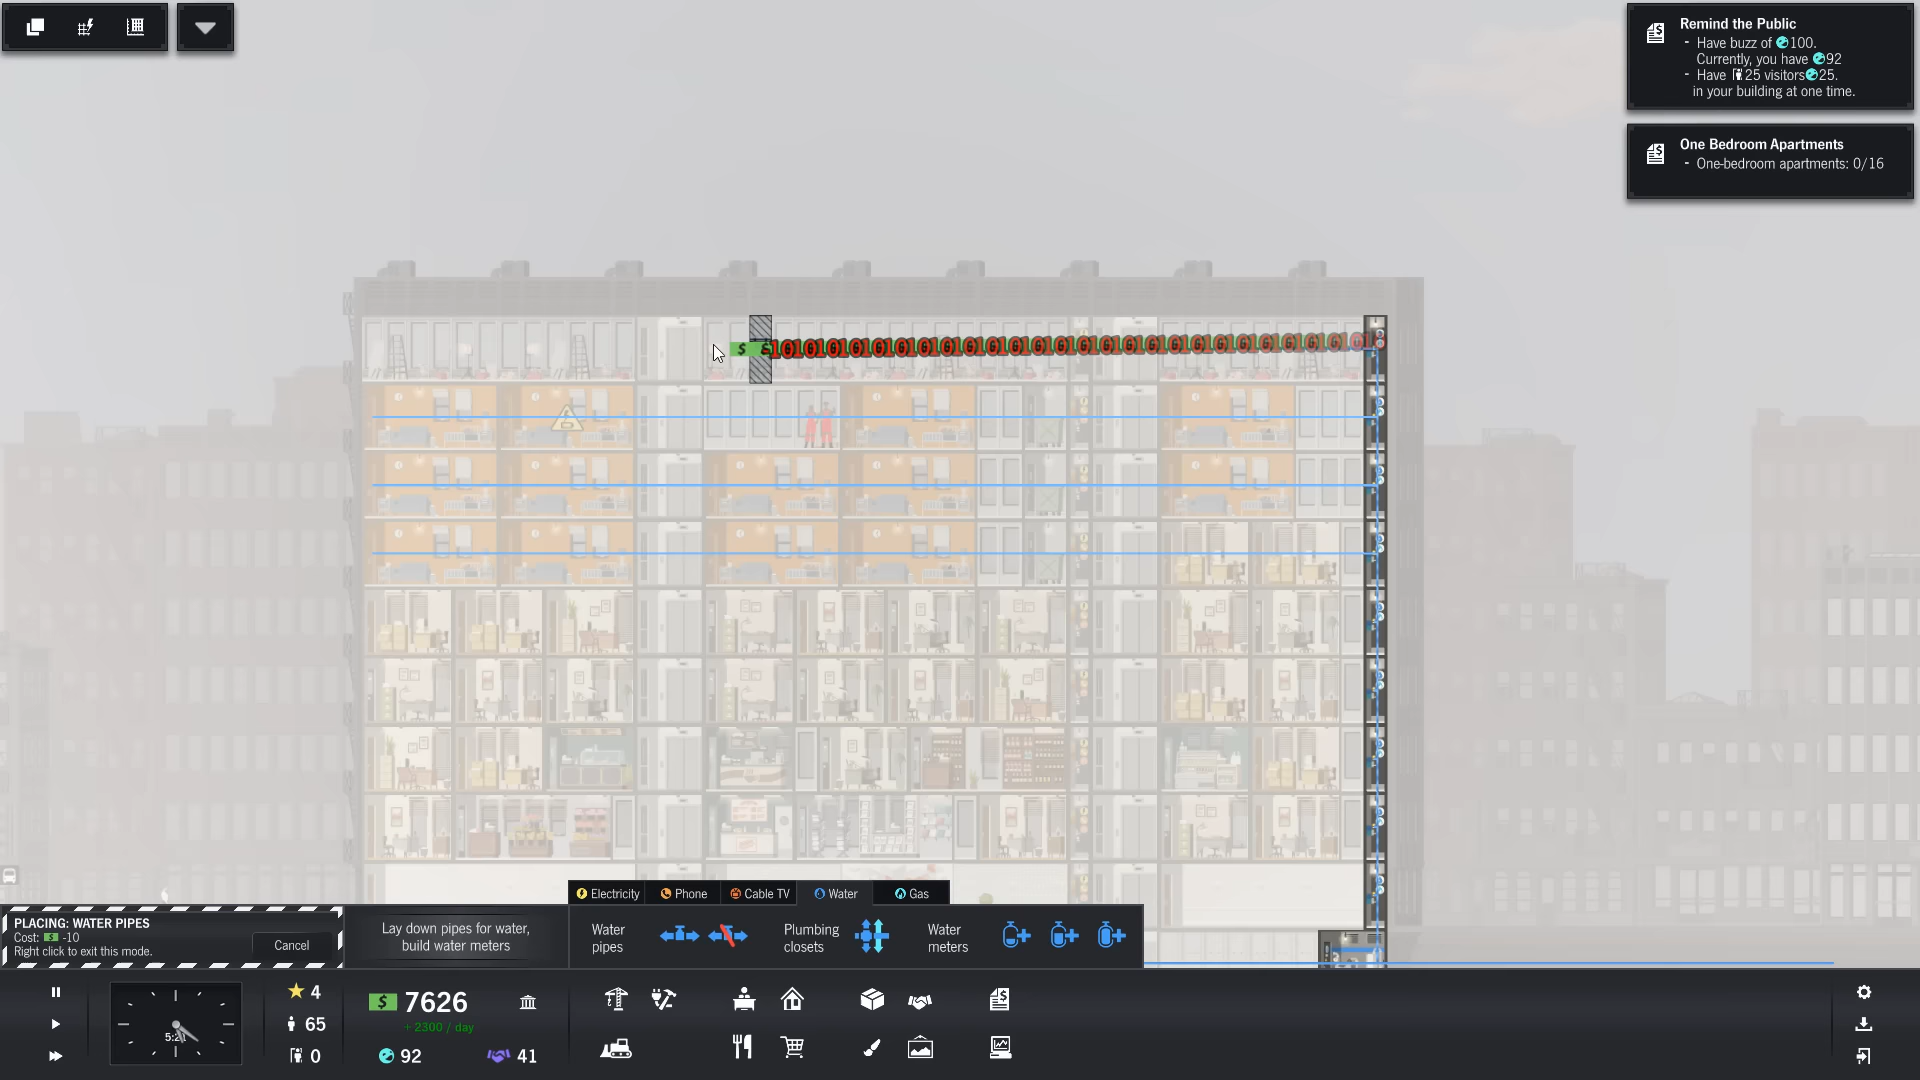 Remind the Public
- Have buzz of 100.
Currently, you have 92
- Have 25 visitors 25.
in your building at one time.
One Bedroom Apartments
- One-bedroom apartments: 0/16
Electricity
Phone
Cable TV
Water
Gas
PLACING: WATER PIPES
Cost: $ -10
Right click to exit this mode.
Cancel
Lay down pipes for water,
build water meters
Water
pipes
Plumbing
closets
Water
meters
4
65
0
$ 7626
+ 2300 / day
92
41